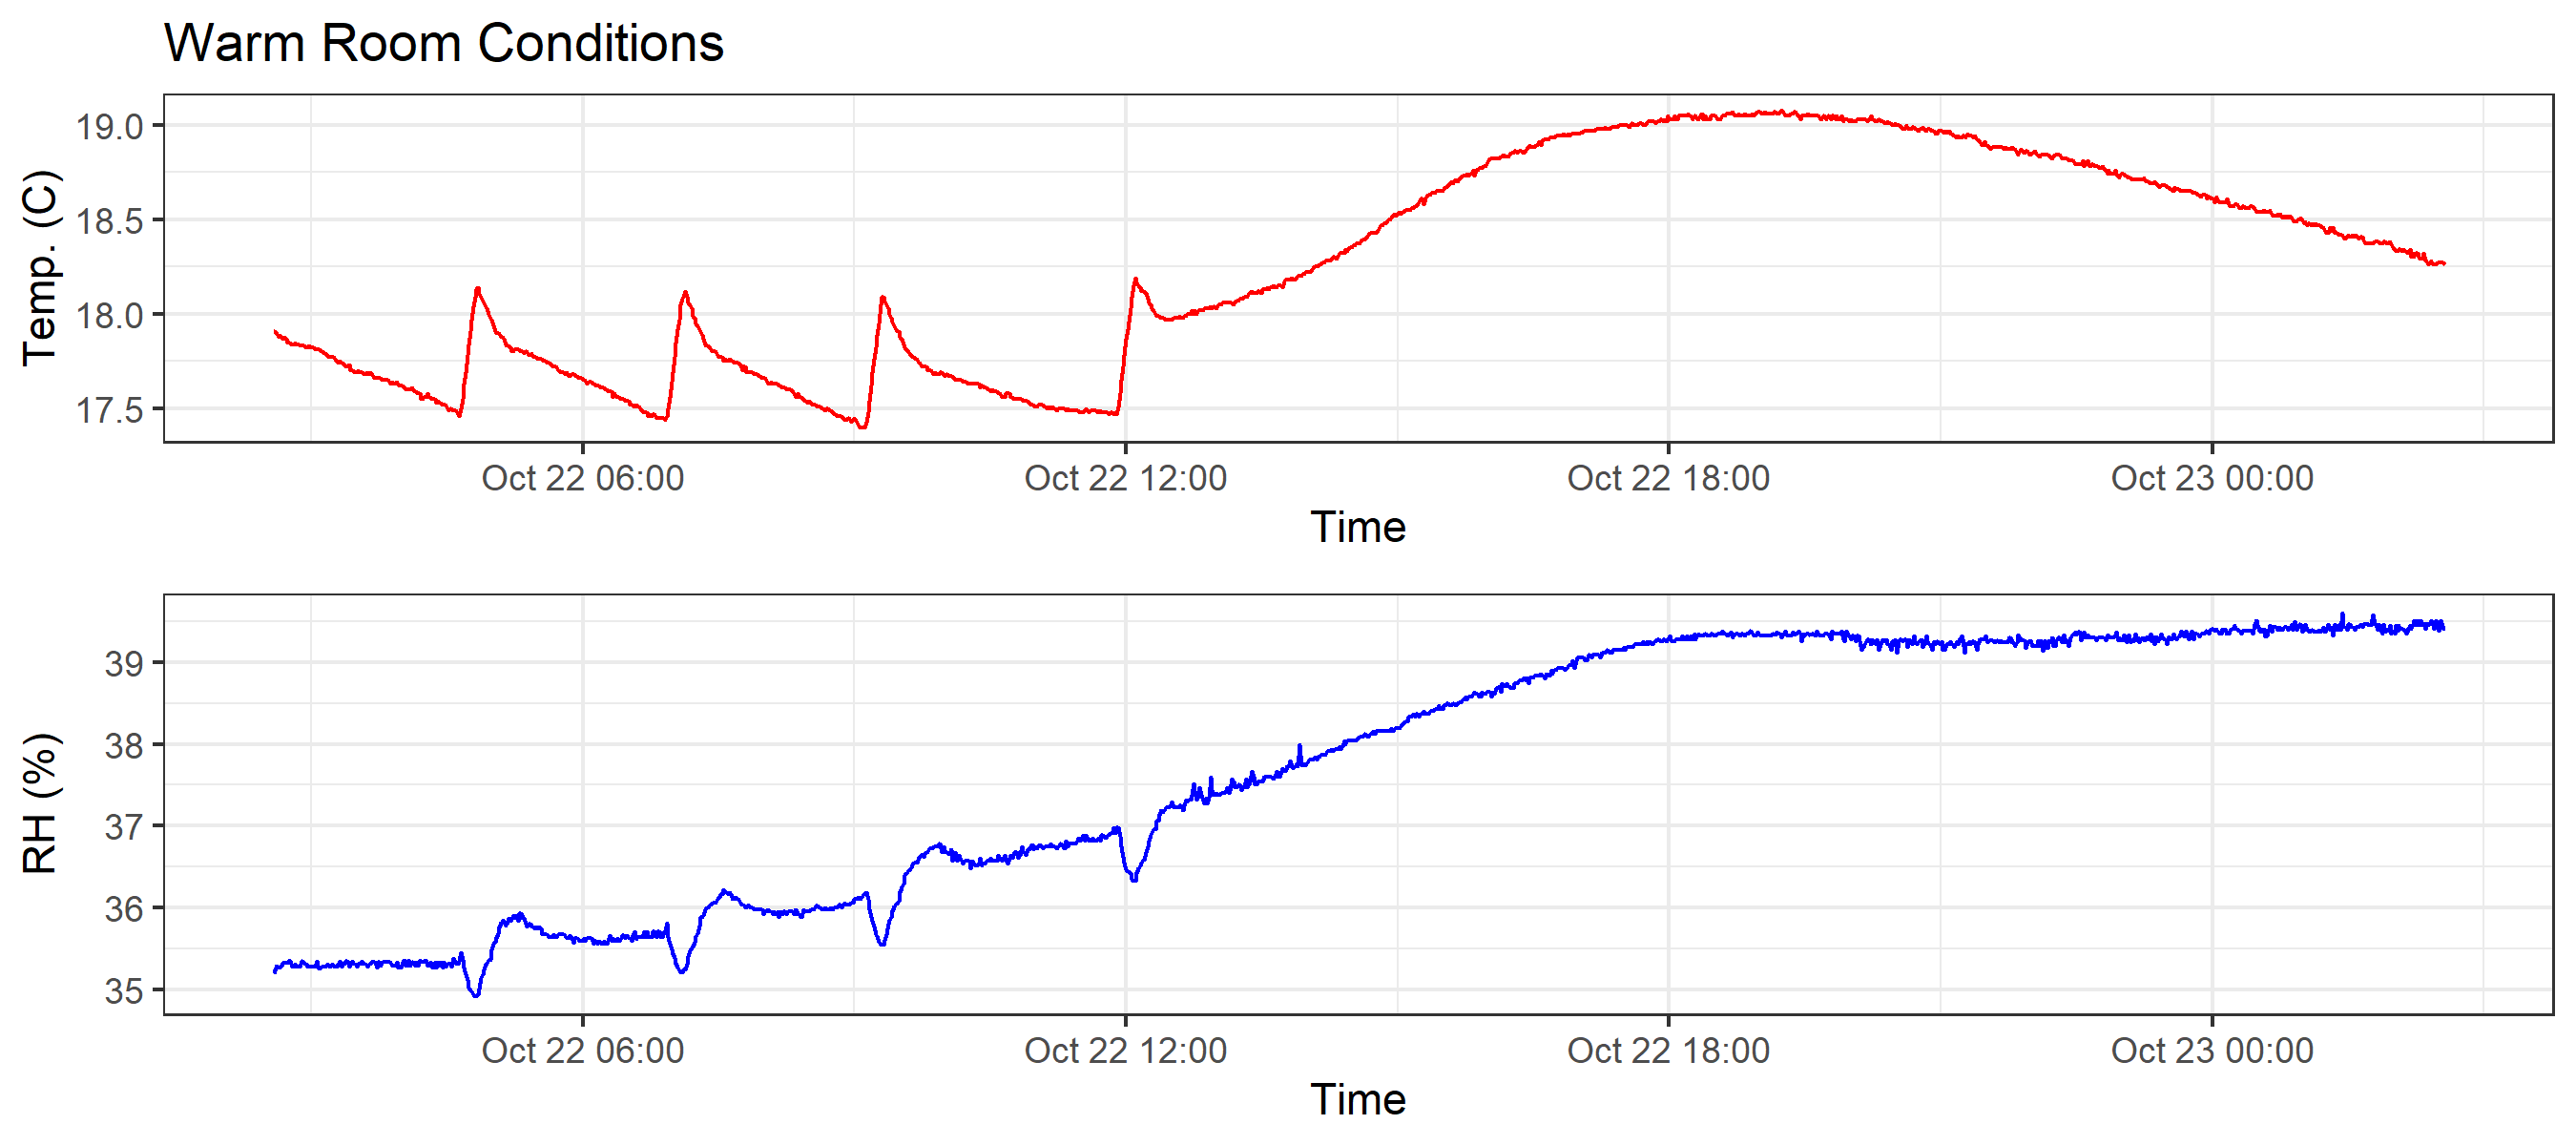 Warm Room Conditions
Temp. (C)
19.0
18.5
18.0
17.5
Oct 22 06:00 Oct 22 12:00 Oct 22 18:00 Oct 23 00:00
Time
RH (%)
39
38
37
36
35
Oct 22 06:00 Oct 22 12:00 Oct 22 18:00 Oct 23 00:00
Time